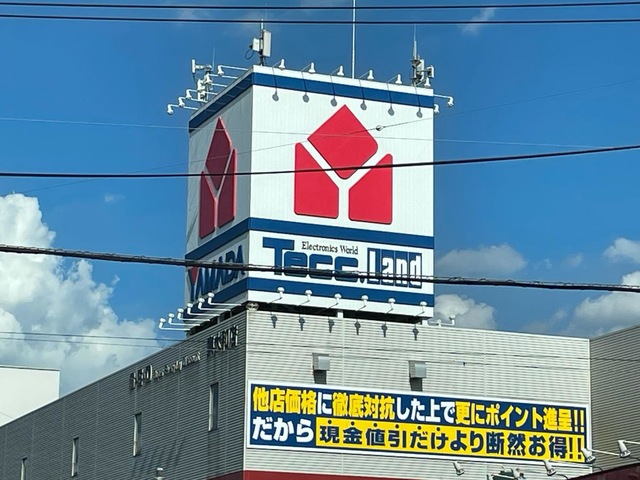 YAMADA
Electronics World
Tecc.Land
他店価格に徹底対抗した上で更にポイント進呈!!
だから現金値引だけより断然お得!!